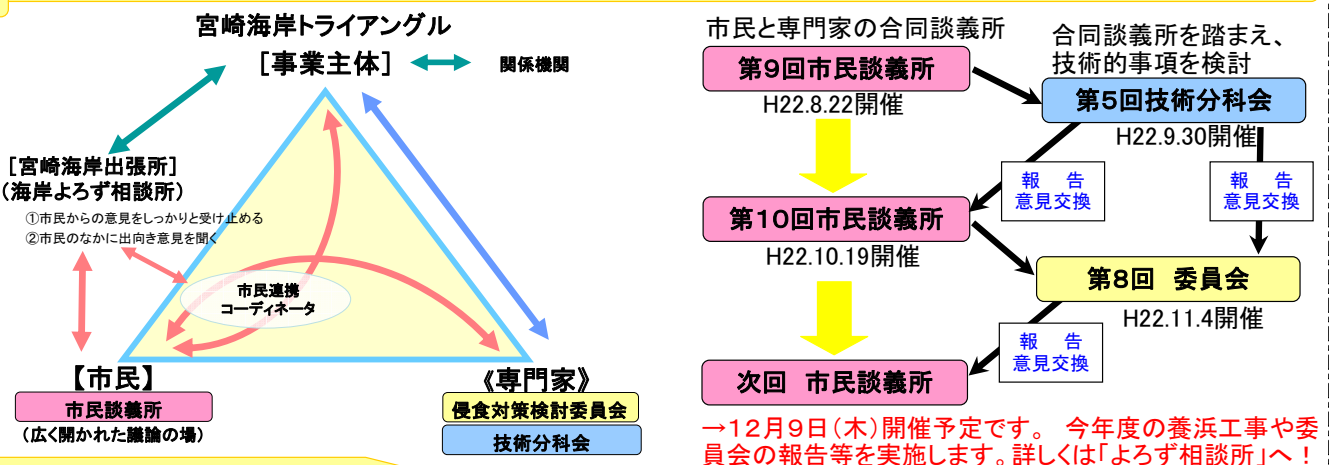 宮崎海岸トライアングル
［事業主体］
関係機関
［宮崎海岸出張所］
（海岸よろず相談所）
①市民からの意見をしっかりと受け止める
②市民のなかに出向き意見を聞く
市民連携
コーディネータ
【市民】
市民談義所
（広く開かれた議論の場）
《専門家》
侵食対策検討委員会
技術分科会
市民と専門家の合同談義所
第9回市民談義所
H22.8.22開催
合同談義所を踏まえ、
技術的事項を検討
第5回技術分科会
H22.9.30開催
報　告
意見交換
報　告
意見交換
第10回市民談義所
H22.10.19開催
第8回　委員会
H22.11.4開催
報　告
意見交換
次回　市民談義所
→１２月９日（木）開催予定です。　今年度の養浜工事や委
員会の報告等を実施します。詳しくは「よろず相談所」へ！